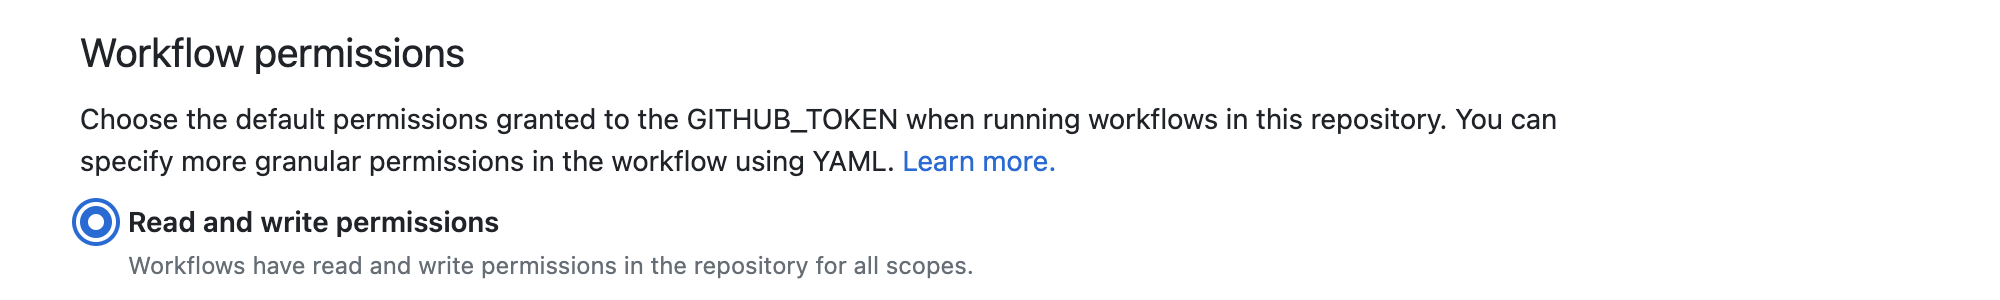 Workflow permissions
Choose the default permissions granted to the GITHUB_TOKEN when running workflows in this repository. You can
specify more granular permissions in the workflow using YAML. Learn more.
Read and write permissions
Workflows have read and write permissions in the repository for all scopes.